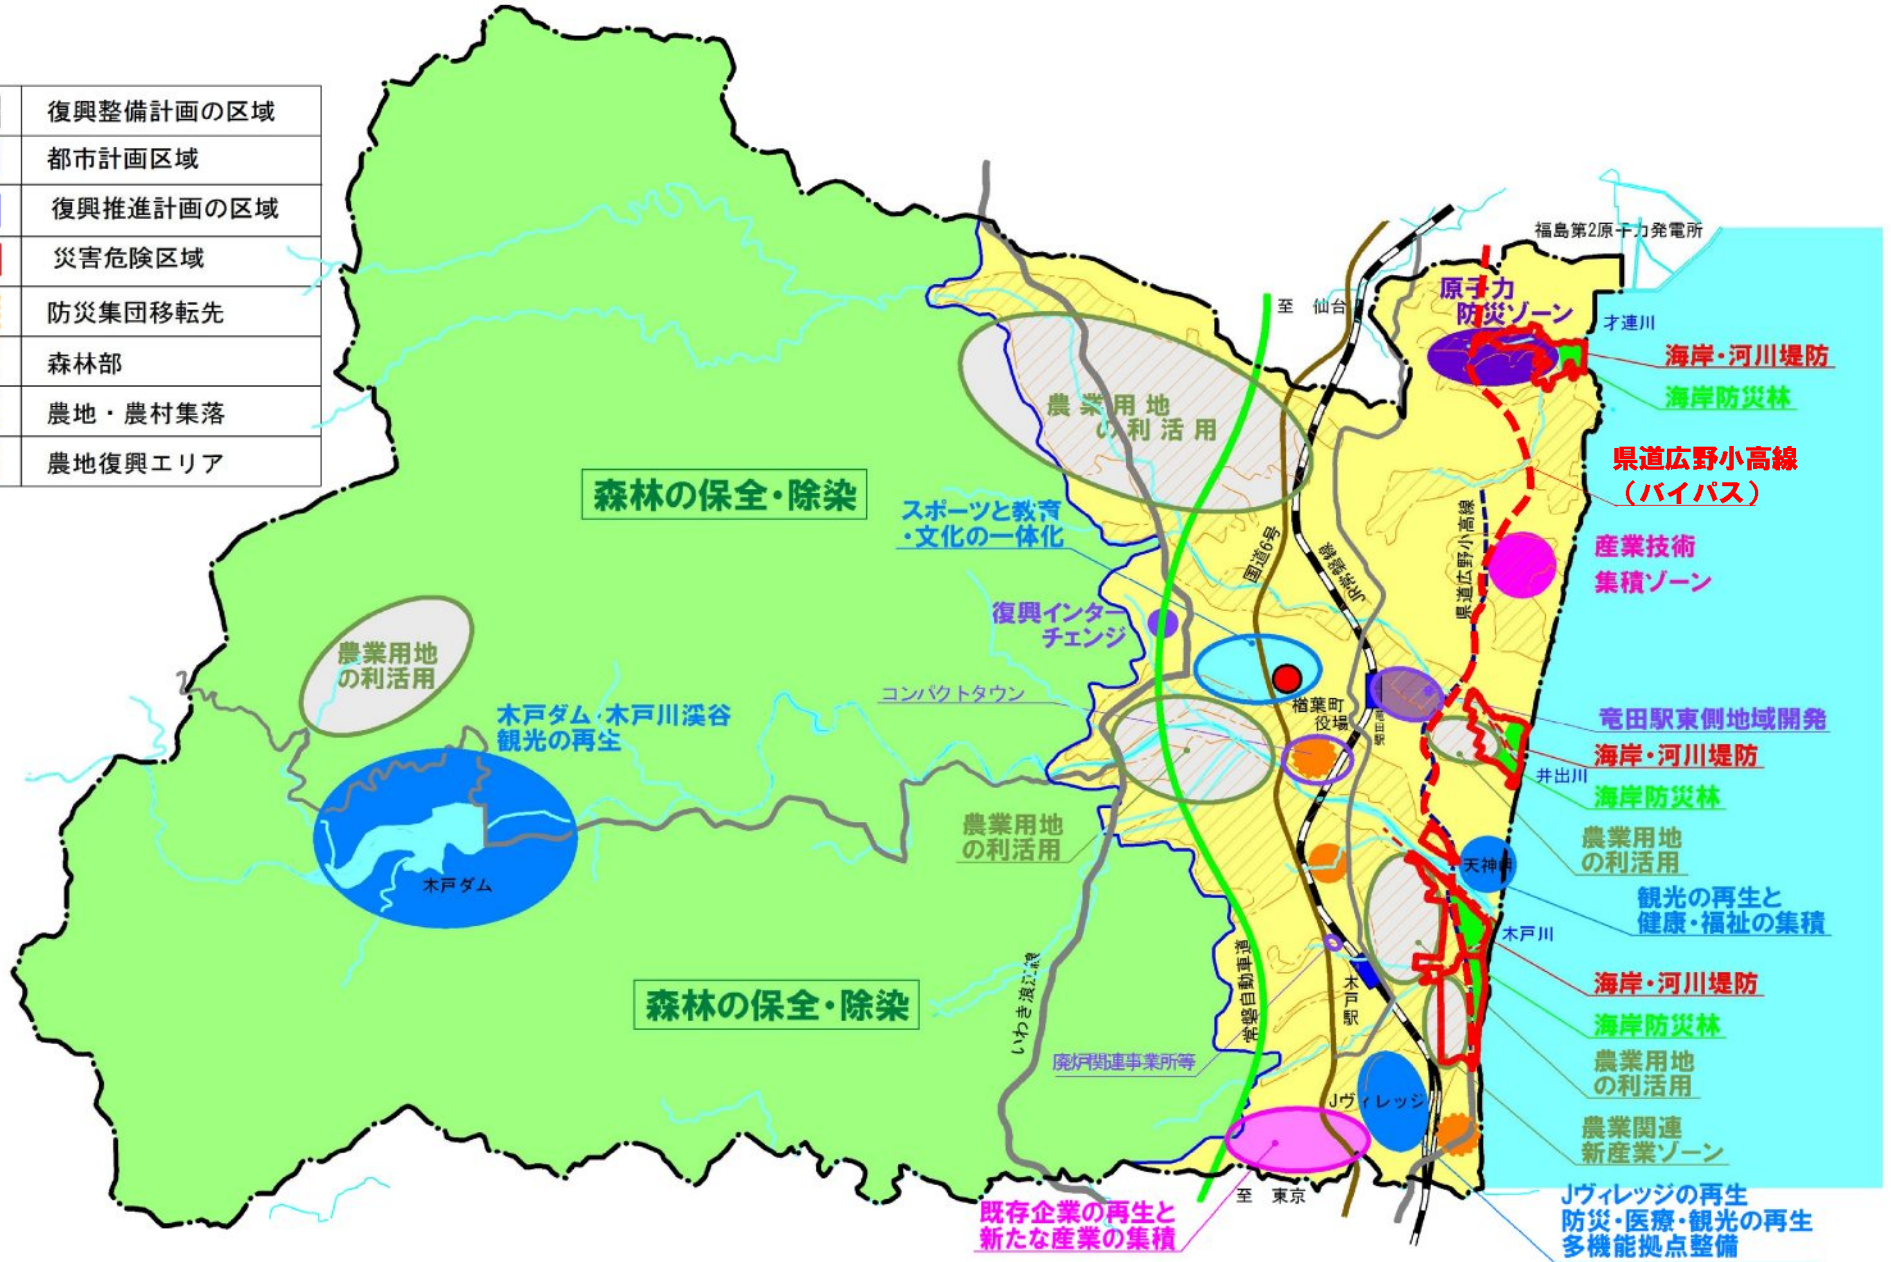 復興整備計画の区域
都市計画区域
復興推進計画の区域
災害危険区域
防災集団移転先
森林部
農地・農村集落
農地復興エリア
福島第2原子力発電所
至 仙台
原子力
防災ゾーン
才連川
海岸・河川堤防
海岸防災林
農業用地
の利活用
県道広野小高線
(バイパス)
森林の保全・除染
スポーツと教育
・文化の一体化
国道6号
JR常磐線
県道広野小高線
産業技術
集積ゾーン
復興インター
チェンジ
農業用地
の利活用
コンパクトタウン
楢葉町
役場
竜田駅
竜田駅東側地域開発
木戸ダム・木戸川渓谷
観光の再生
海岸・河川堤防
井出川
海岸防災林
農業用地
の利活用
農業用地
の利活用
天神岬
木戸ダム
観光の再生と
健康・福祉の集積
木戸川
森林の保全・除染
いわき浪江線
常磐自動車道
木戸駅
海岸・河川堤防
海岸防災林
廃炉関連事業所等
農業用地
の利活用
Jヴィレッジ
農業関連
新産業ゾーン
至 東京
既存企業の再生と
新たな産業の集積
Jヴィレッジの再生
防災・医療・観光の再生
多機能拠点整備